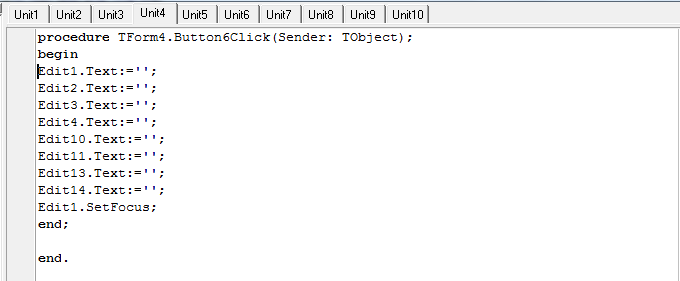 Unit1 Unit2 Unit3 Unit4 Unit5 Unit6 Unit7 Unit8 Unit9 Unit10
procedure TForm4.Button6Click(Sender: TObject);
begin
Edit1.Text:='';
Edit2.Text:='';
Edit3.Text:='';
Edit4.Text:='';
Edit10.Text:='';
Edit11.Text:='';
Edit13.Text:='';
Edit14.Text:='';
Edit1.SetFocus;
end;
end.